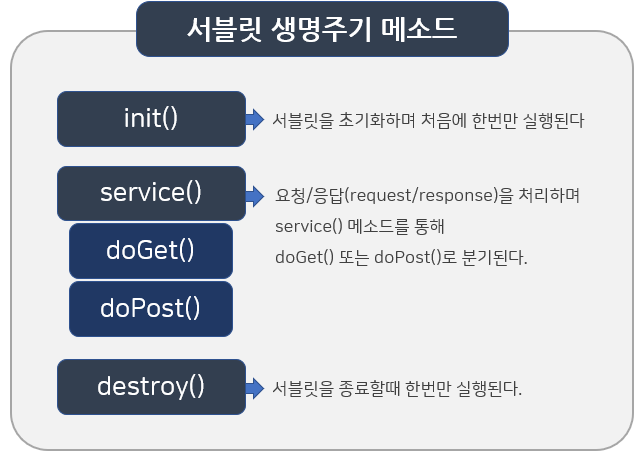 서블릿 생명주기 메소드
init()
서블릿을 초기화하며 처음에 한번만 실행된다
service()
요청/응답(request/response)을 처리하며
service() 메소드를 통해
doGet() 또는 doPost()로 분기된다.
doGet()
doPost()
destroy()
서블릿을 종료할때 한번만 실행된다.